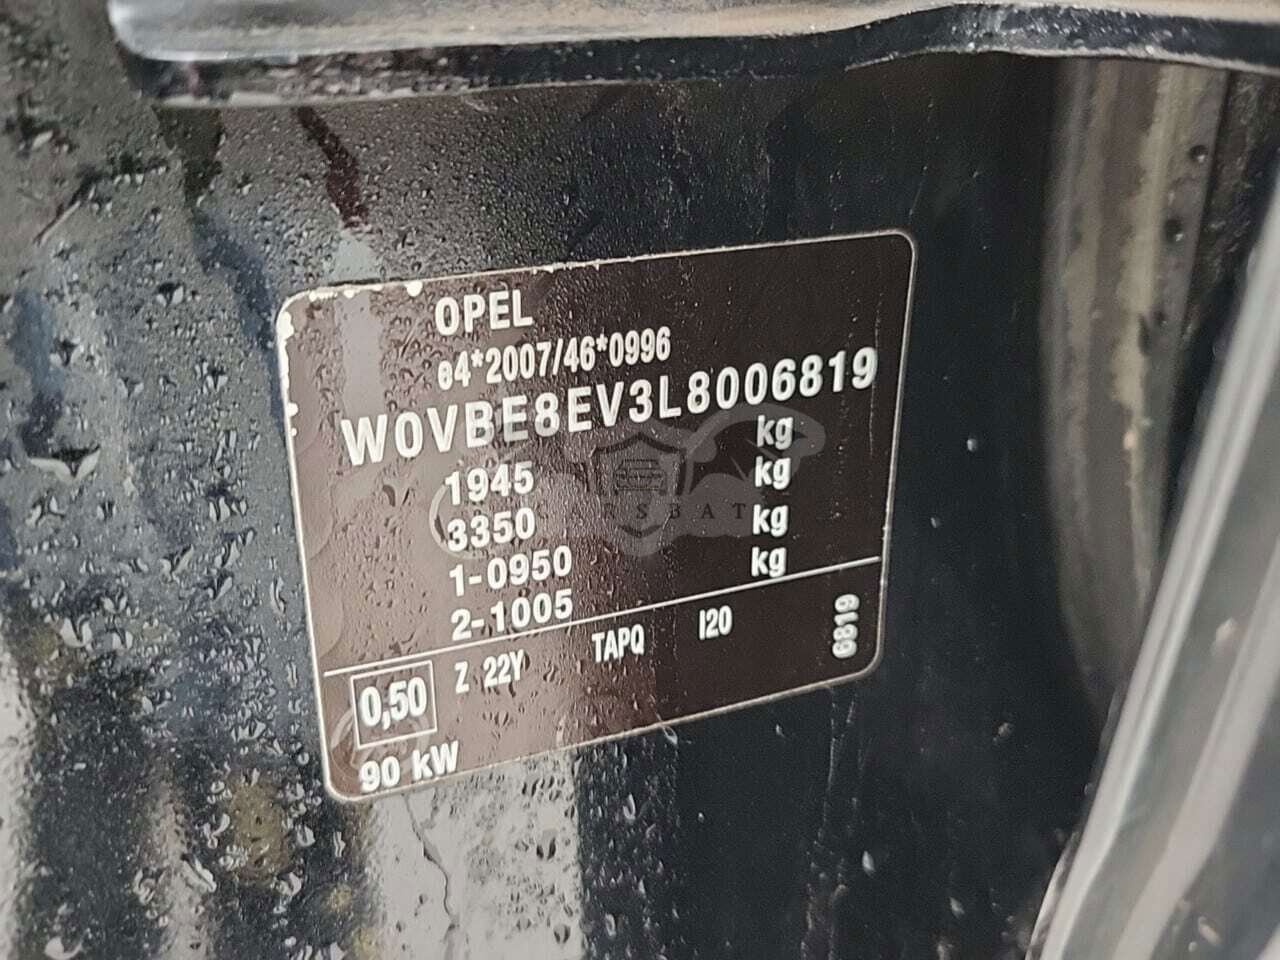 OPEL
e4*2007/46*0996
W0VBE8EV3L8006819
1945 kg
3350 kg
1-0950 kg
2-1005 kg
0,50 Z 22Y TAPQ I20 6819
90 kW
CARSBAT